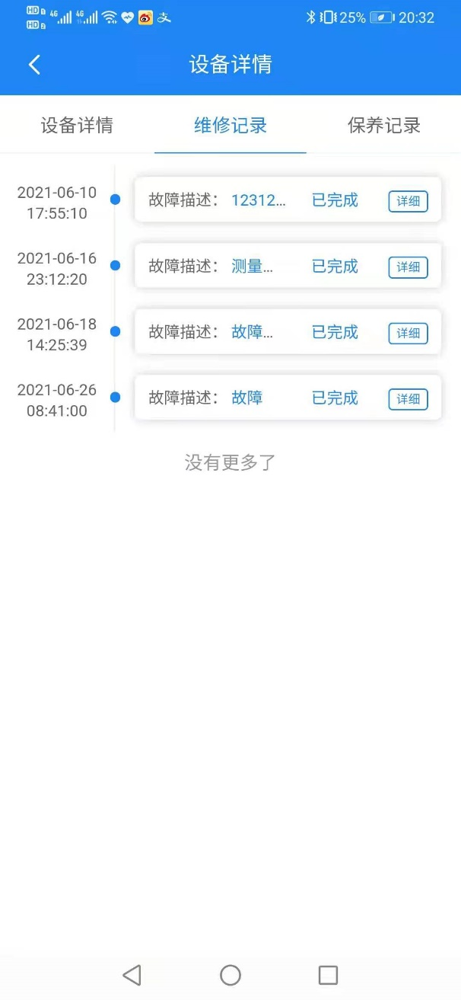 HD 1 4G 4G 支 25% 20:32
HD 2
设备详情
设备详情 维修记录 保养记录
2021-06-10
17:55:10
故障描述： 12312... 已完成 详细
2021-06-16
23:12:20
故障描述： 测量... 已完成 详细
2021-06-18
14:25:39
故障描述： 故障... 已完成 详细
2021-06-26
08:41:00
故障描述： 故障 已完成 详细
没有更多了